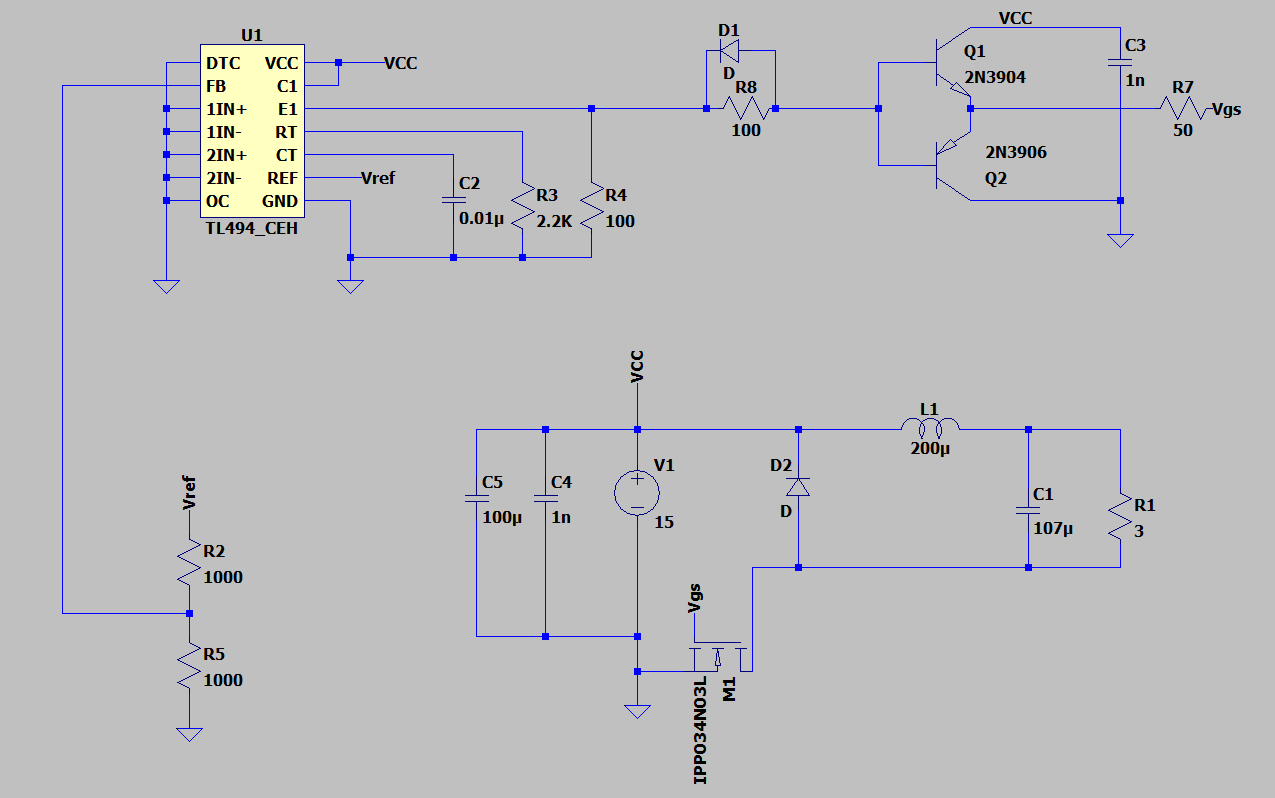 U1
DTC VCC
FB C1
1IN+ E1
1IN- RT
2IN+ CT
2IN- REF
OC GND
TL494_CEH
VCC
Vref
C2
0.01µ
R3
2.2K
R4
100
D1
D
R8
100
VCC
Q1
2N3904
2N3906
Q2
C3
1n
R7
50
Vgs
Vref
R2
1000
R5
1000
VCC
C5
100µ
C4
1n
V1
15
D2
D
L1
200µ
C1
107µ
R1
3
Vgs
M1
IPP034N03L